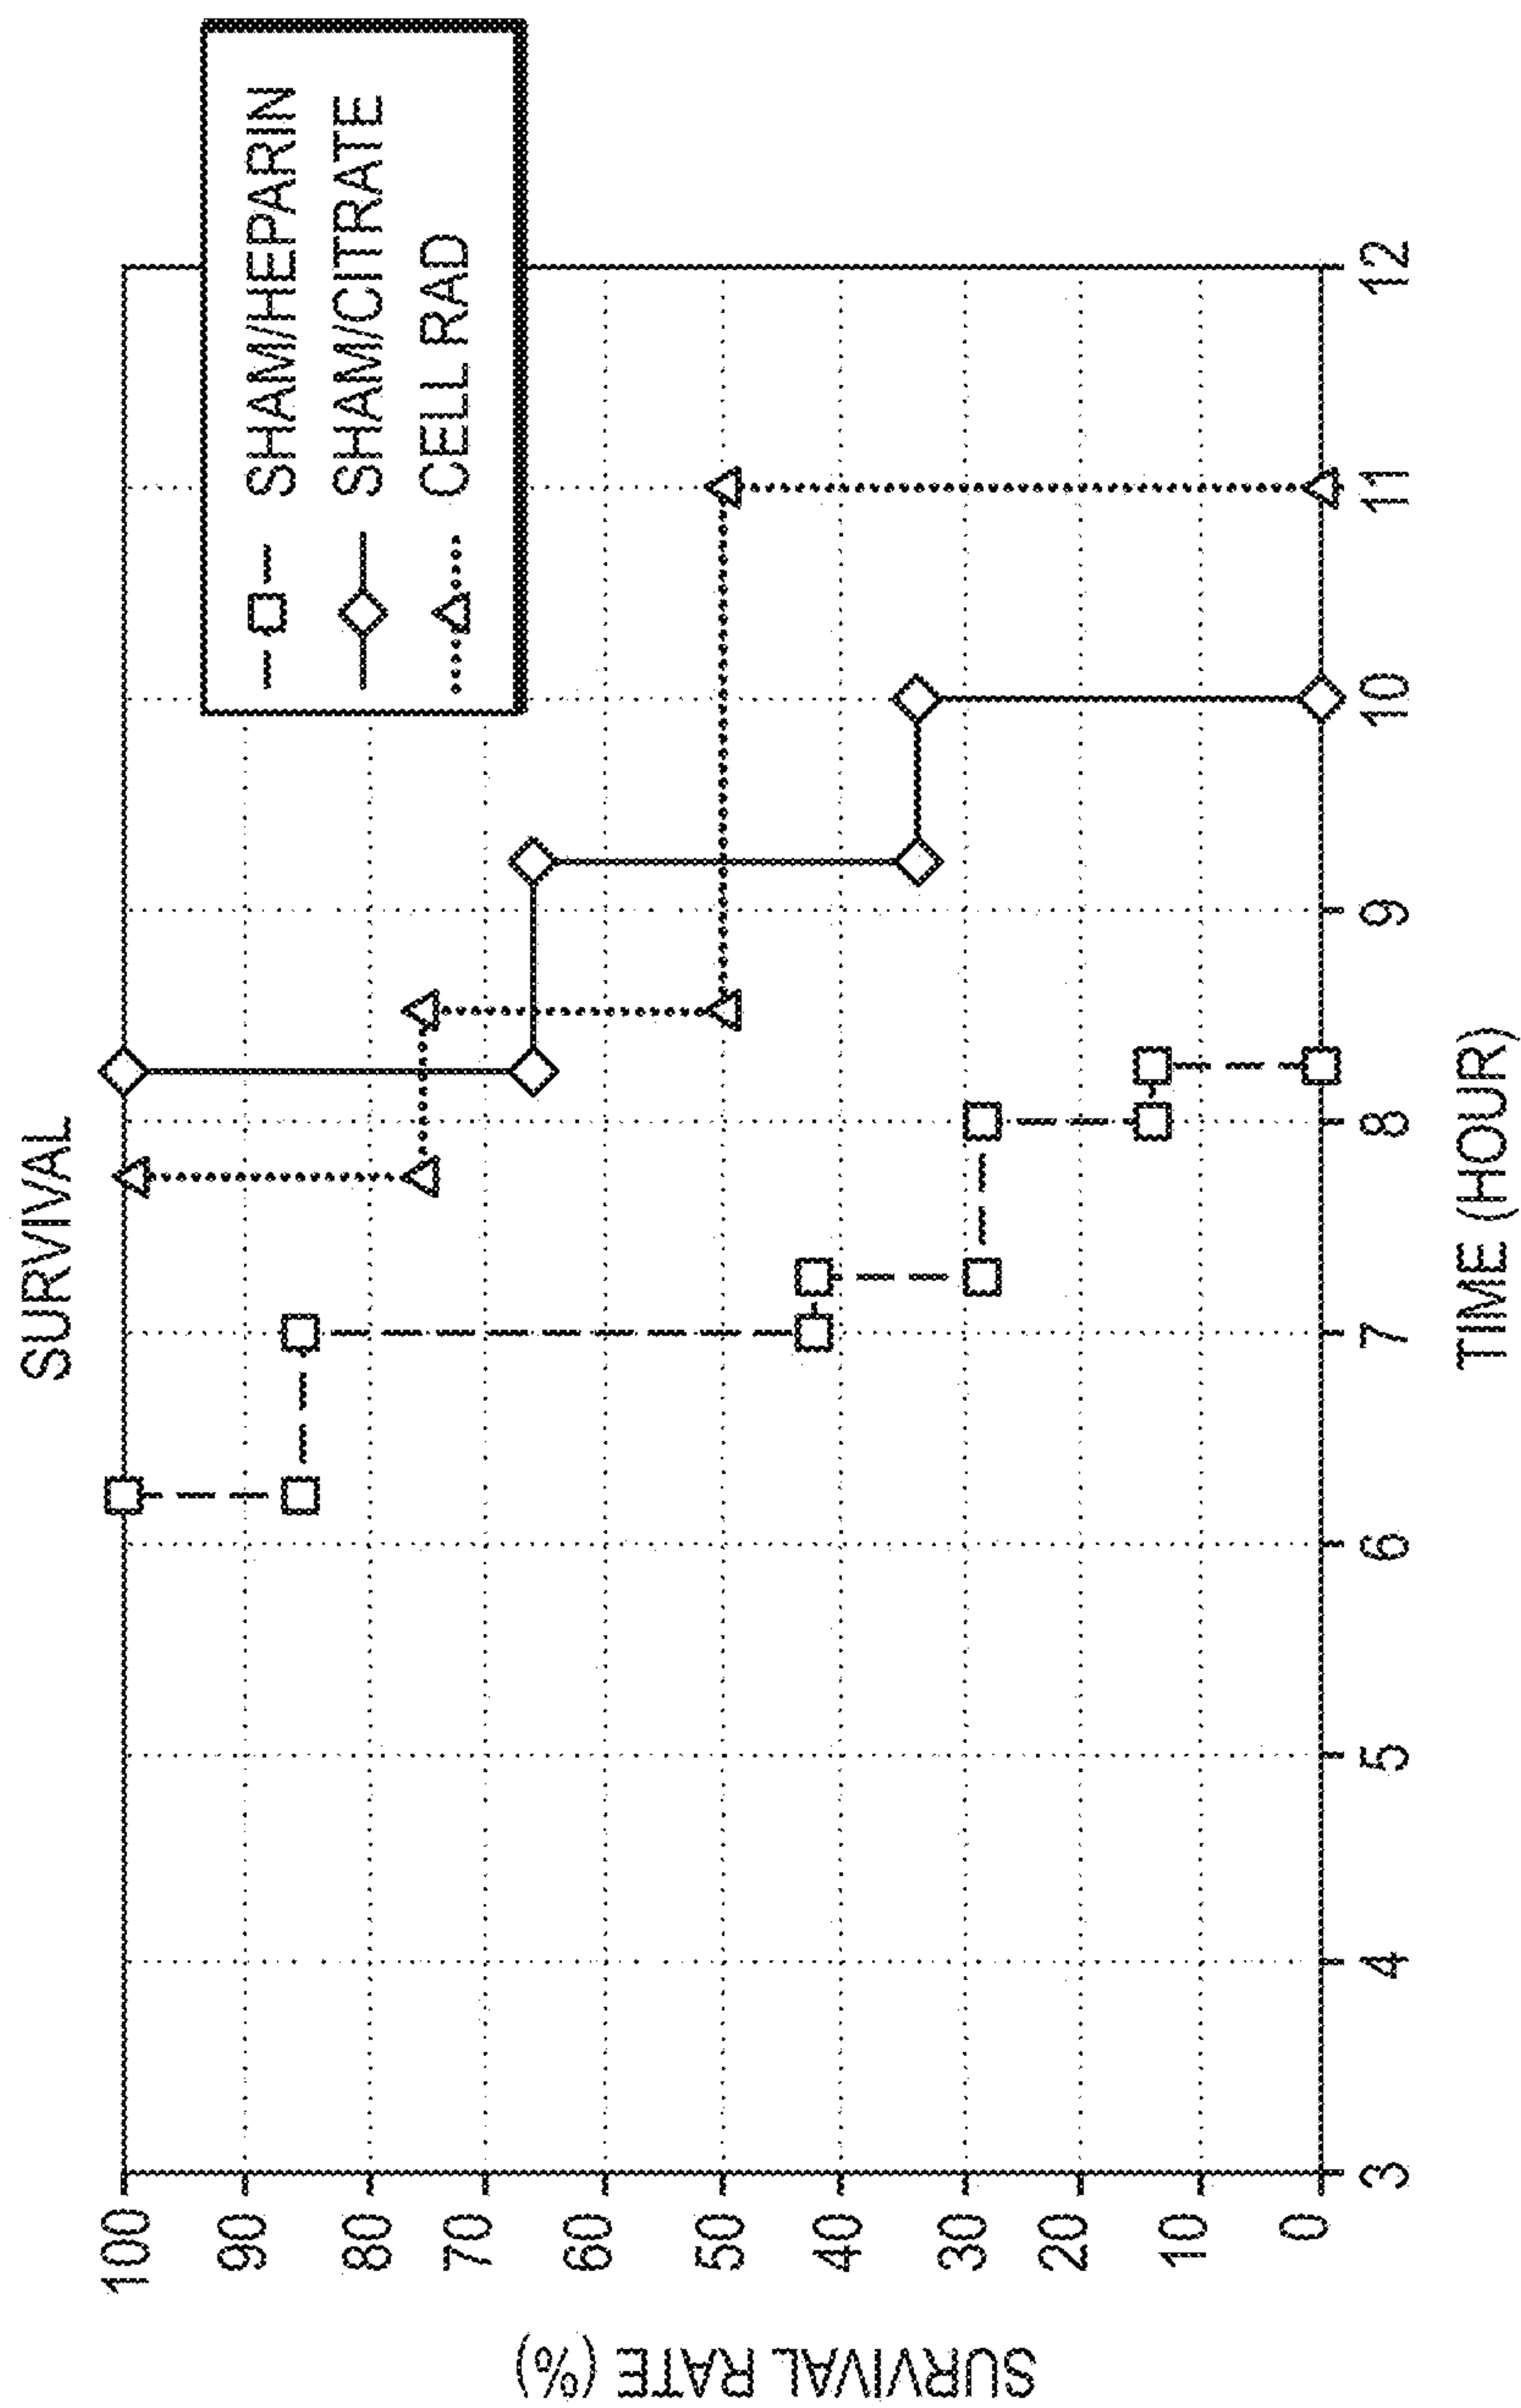 SURVIVAL
SHAM/HEPARIN
SHAM/CITRATE
CELL RAD
SURVIVAL RATE (%)
100
90
80
70
60
50
40
30
20
10
0
3 4 5 6 7 8 9 10 11 12
TIME (HOUR)